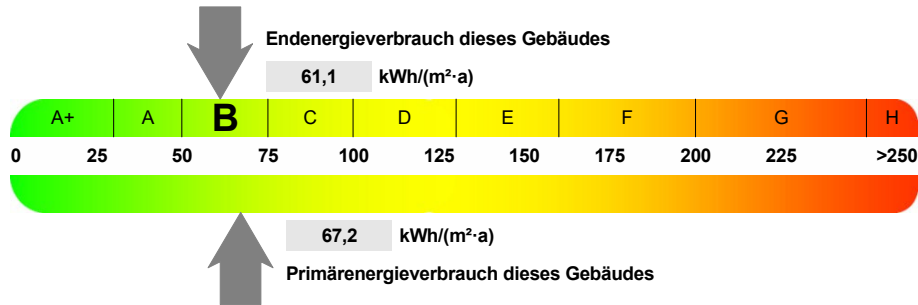 Endenergieverbrauch dieses Gebäudes
61,1 kWh/(m²·a)
A+ A B C D E F G H
0 25 50 75 100 125 150 175 200 225 >250
67,2 kWh/(m²·a)
Primärenergieverbrauch dieses Gebäudes